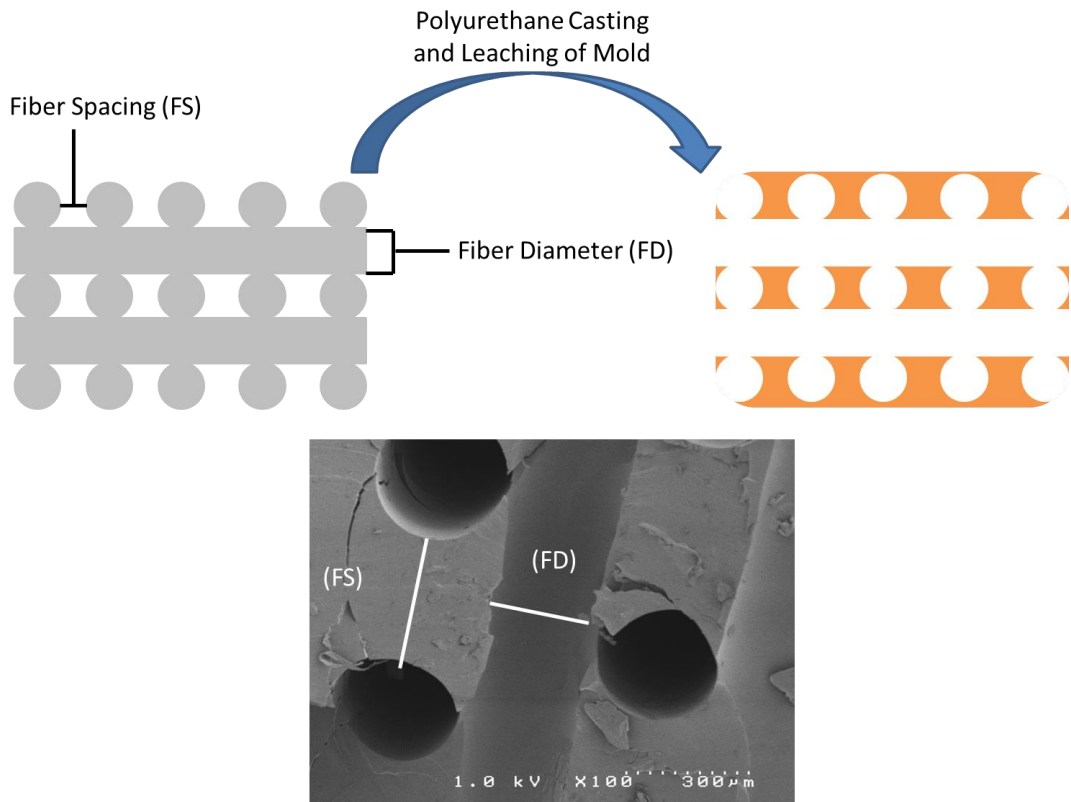 Polyurethane Casting
and Leaching of Mold
Fiber Spacing (FS)
Fiber Diameter (FD)
(FS)
(FD)
1.0 kV X100 300μm